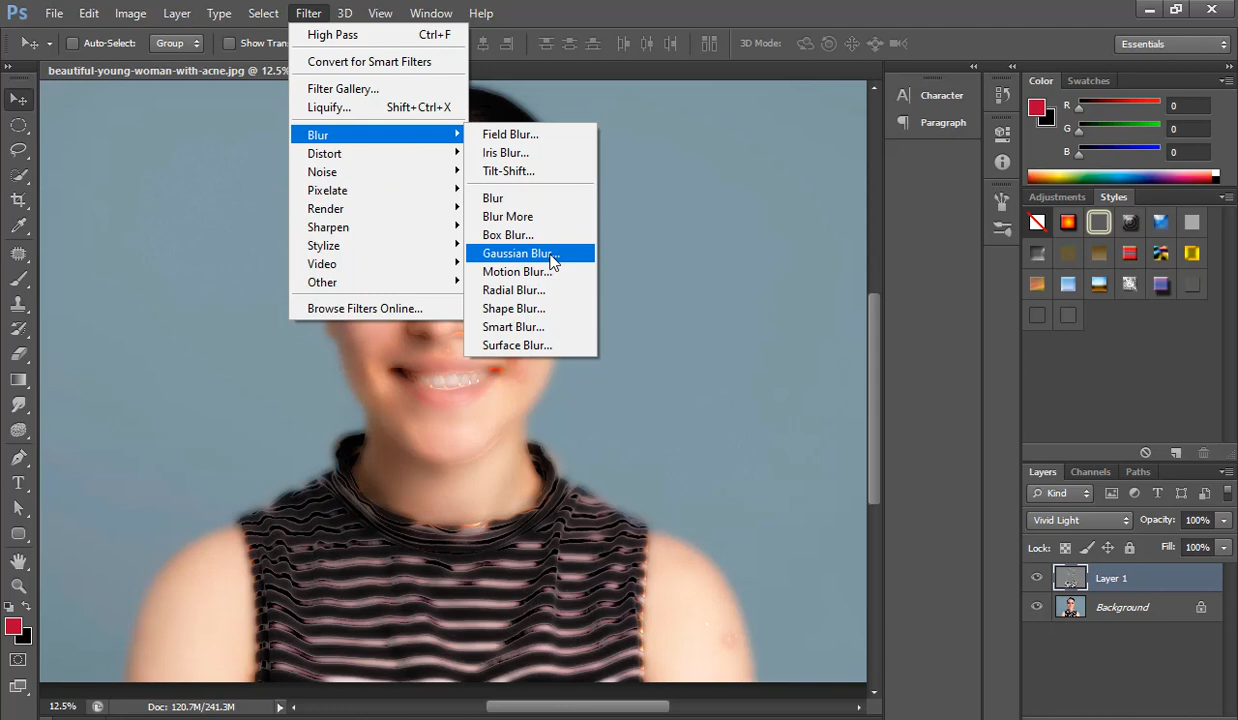 Ps File Edit Image Layer Type Select Filter 3D View Window Help
Auto-Select: Group Show Tran 3D Mode: Essentials
beautiful-young-woman-with-acne.jpg @ 12.5%
High Pass Ctrl+F
Convert for Smart Filters
Filter Gallery...
Liquify... Shift+Ctrl+X
Blur
Distort
Noise
Pixelate
Render
Sharpen
Stylize
Video
Other
Browse Filters Online...
Field Blur...
Iris Blur...
Tilt-Shift...
Blur
Blur More
Box Blur...
Gaussian Blur...
Motion Blur...
Radial Blur...
Shape Blur...
Smart Blur...
Surface Blur...
Character
Paragraph
Color Swatches
R 0
G 0
B 0
Adjustments Styles
Layers Channels Paths
Kind
Vivid Light Opacity: 100%
Lock: Fill: 100%
Layer 1
Background
12.5% Doc: 120.7M/241.3M